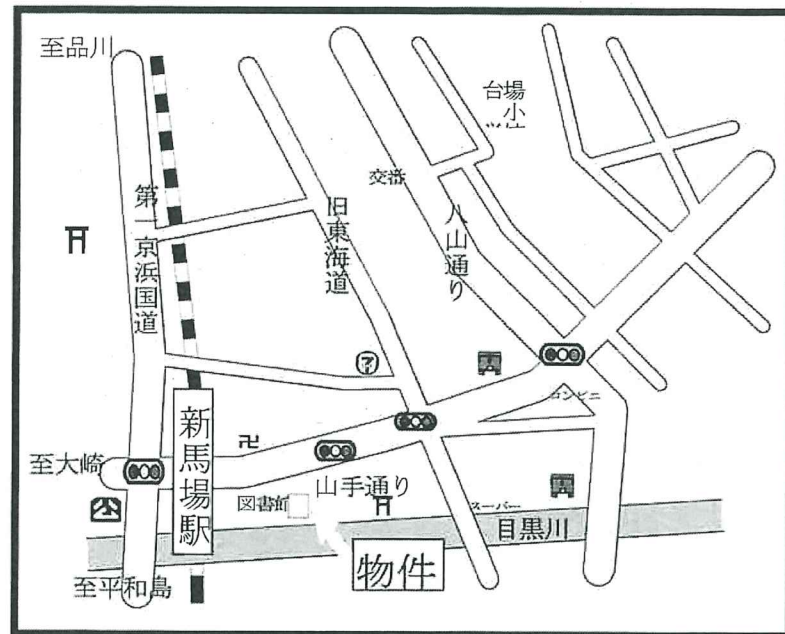 至品川
台場
小
交番
第一京浜国道
旧東海道
八山通り
コンビニ
新馬場駅
至大崎
山手通り
図書館
スーパー
目黒川
物件
至平和島